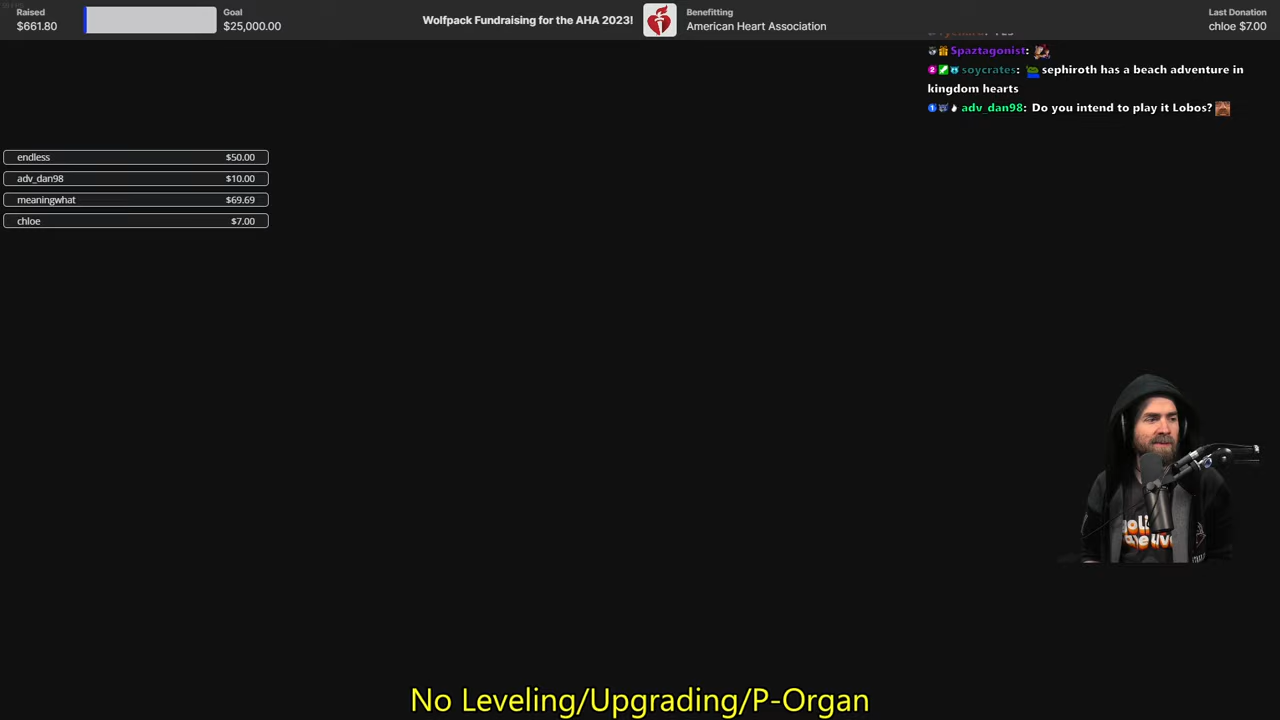 Raised
$661.80
Goal
$25,000.00
Wolfpack Fundraising for the AHA 2023!
Benefitting
American Heart Association
Last Donation
chloe $7.00
Spaztagonist:
soycrates: sephiroth has a beach adventure in
kingdom hearts
adv_dan98: Do you intend to play it Lobos?
endless $50.00
adv_dan98 $10.00
meaningwhat $69.69
chloe $7.00
No Leveling/Upgrading/P-Organ